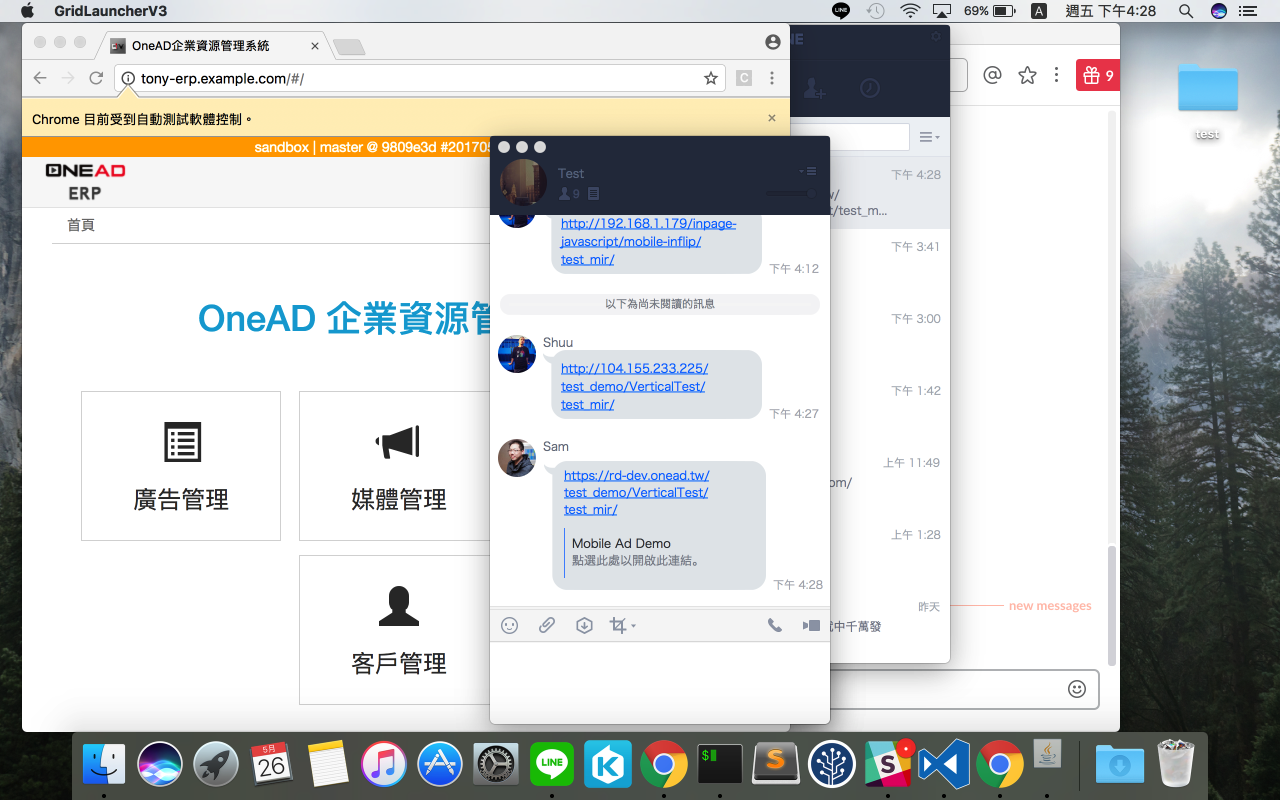 GridLauncherV3
LINE
69%
A
週五 下午4:28
OneAD企業資源管理系統
tony-erp.example.com/#/
C
Chrome 目前受到自動測試軟體控制。
sandbox | master @ 9809e3d #20170
ONEAD
ERP
首頁
OneAD 企業資源管
廣告管理
媒體管理
客戶管理
Test
9
http://192.168.1.179/inpage-
javascript/mobile-inflip/
test_mir/
下午 4:12
以下為尚未閱讀的訊息
Shuu
http://104.155.233.225/
test_demo/VerticalTest/
test_mir/
下午 4:27
Sam
https://rd-dev.onead.tw/
test_demo/VerticalTest/
test_mir/
Mobile Ad Demo
點選此處以開啟此連結。
下午 4:28
NE
下午 4:28
/
t/test_m...
下午 3:41
下午 3:00
下午 1:42
上午 11:49
om/
上午 1:28
昨天
中千萬發
@
9
new messages
test
5月
26
LINE
K
$
S
S